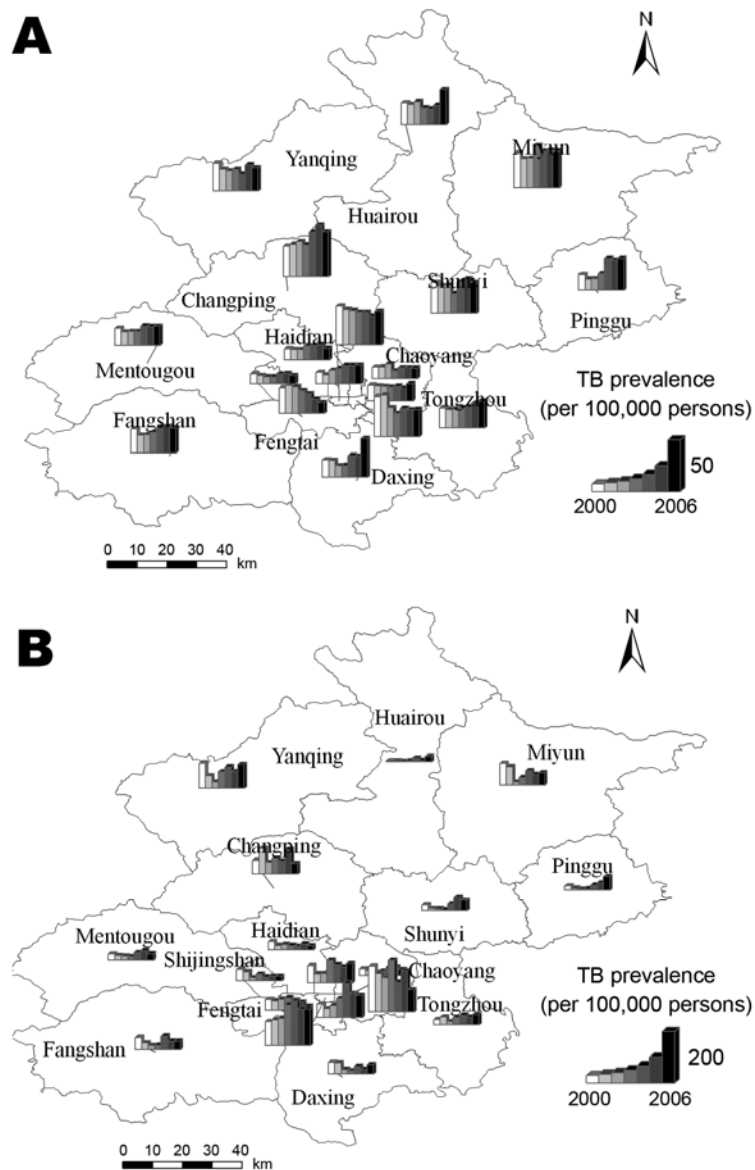 A
N
Yanqing
Miyun
Huairou
Changping
Shunyi
Pinggu
Haidian
Mentougou
Chaoyang
Fangshan
Tongzhou
Fengtai
Daxing
TB prevalence
(per 100,000 persons)
50
2000 2006
0 10 20 30 40
km
B
N
Huairou
Yanqing
Miyun
Changping
Pinggu
Haidian
Shunyi
Mentougou
Shijingshan
Chaoyang
Fengtai
Tongzhou
Fangshan
Daxing
TB prevalence
(per 100,000 persons)
200
2000 2006
0 10 20 30 40
km